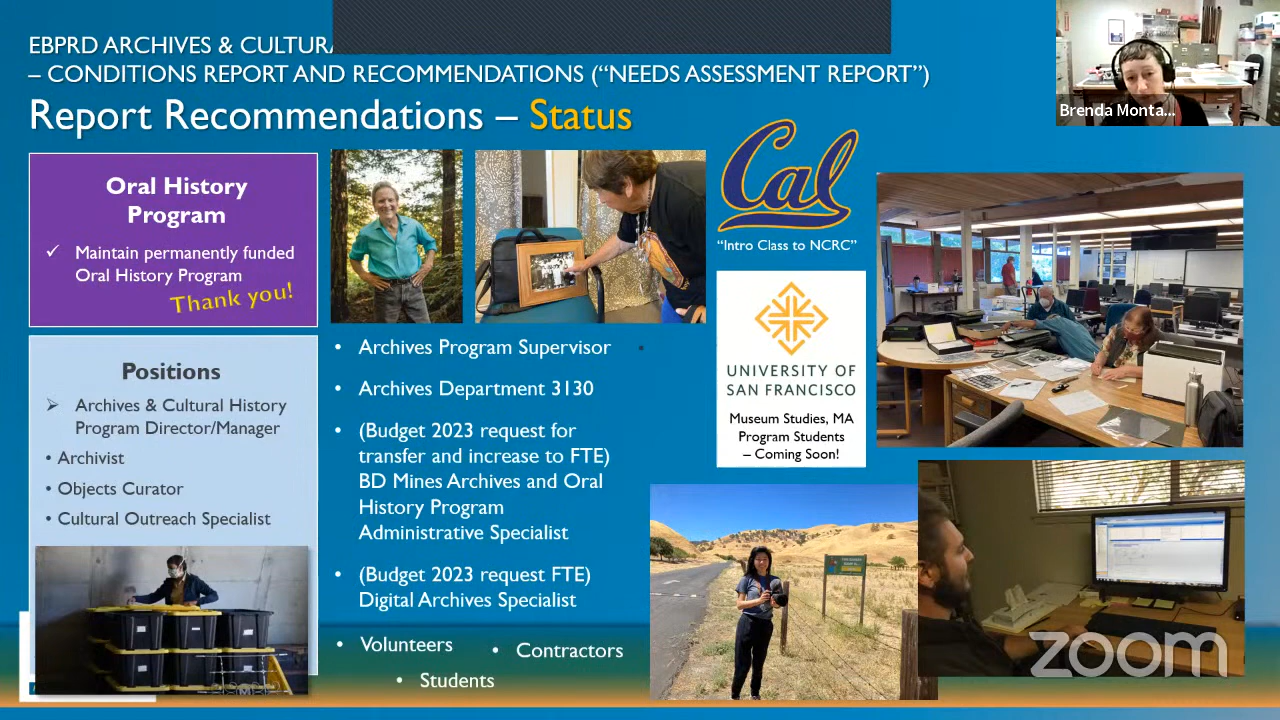 EBPRD ARCHIVES & CULTURA
– CONDITIONS REPORT AND RECOMMENDATIONS (“NEEDS ASSESSMENT REPORT”)
Report Recommendations – Status
Brenda Monta...
Oral History
Program
✓ Maintain permanently funded
Oral History Program
Thank you!
Positions
➢ Archives & Cultural History
Program Director/Manager
• Archivist
• Objects Curator
• Cultural Outreach Specialist
• Archives Program Supervisor
• Archives Department 3130
• (Budget 2023 request for
transfer and increase to FTE)
BD Mines Archives and Oral
History Program
Administrative Specialist
• (Budget 2023 request FTE)
Digital Archives Specialist
• Volunteers
• Contractors
• Students
Cal
“Intro Class to NCRC”
UNIVERSITY OF
SAN FRANCISCO
Museum Studies, MA
Program Students
– Coming Soon!
zoom